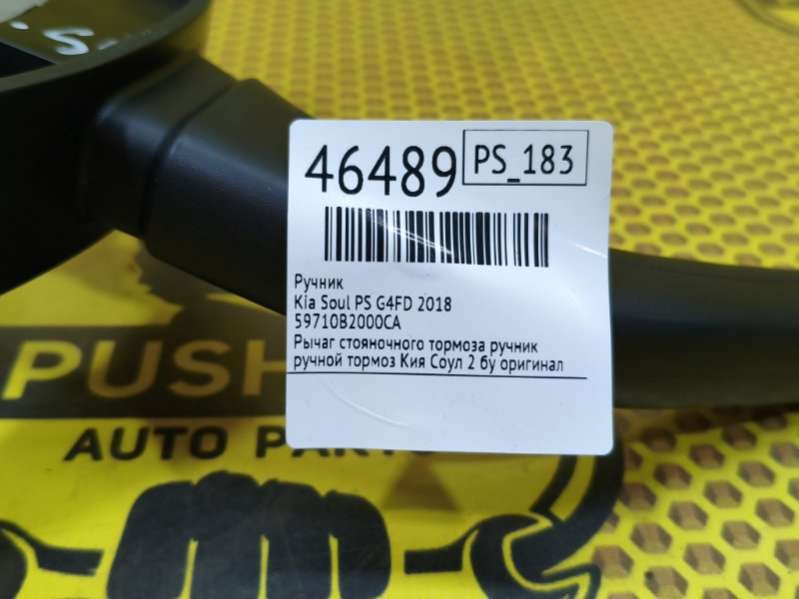 46489
PS_183
Ручник
Kia Soul PS G4FD 2018
59710B2000CA
Рычаг стояночного тормоза ручник
ручной тормоз Кия Соул 2 бу оригинал
PUSH
AUTO PARTS